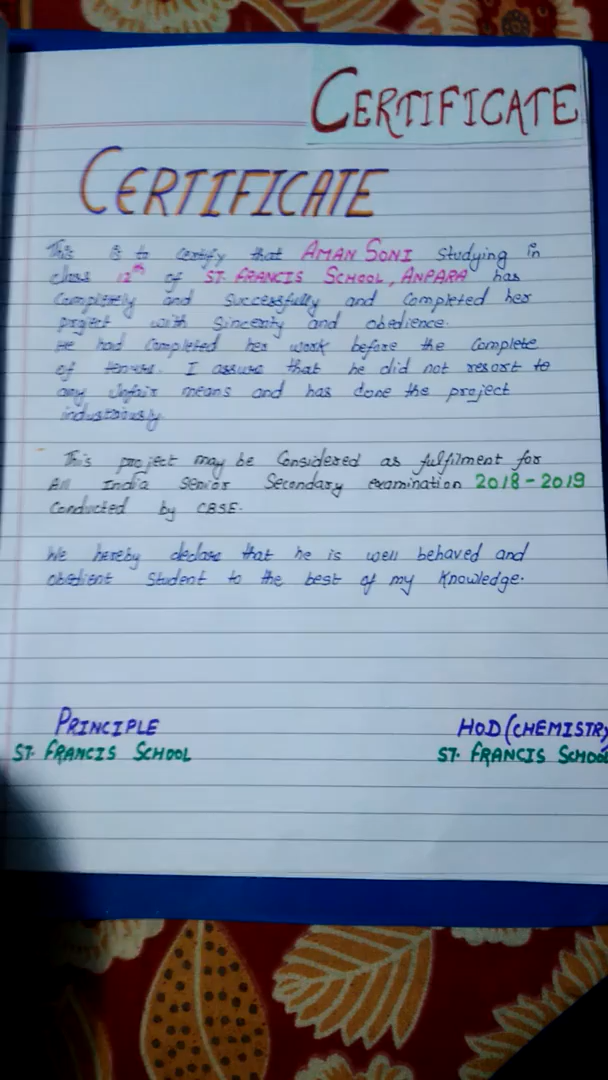 CERTIFICATE
CERTIFICATE
This is to certify that AMAN SONI studying in
class 12th of ST. FRANCIS SCHOOL, ANPARA has
Completely and successfully and completed her
project with sincerity and obedience.
He had completed her work before the complete
of tenure. I assure that he did not resort to
any unfair means and has done the project
industriously
This project may be Considered as fulfilment for
All India Senior Secondary examination 2018-2019
Conducted by CBSE.
We hereby declare that he is well behaved and
obedient student to the best of my Knowledge.
PRINCIPLE HOD (CHEMISTRY
ST. FRANCIS SCHOOL ST. FRANCIS SCHOOL